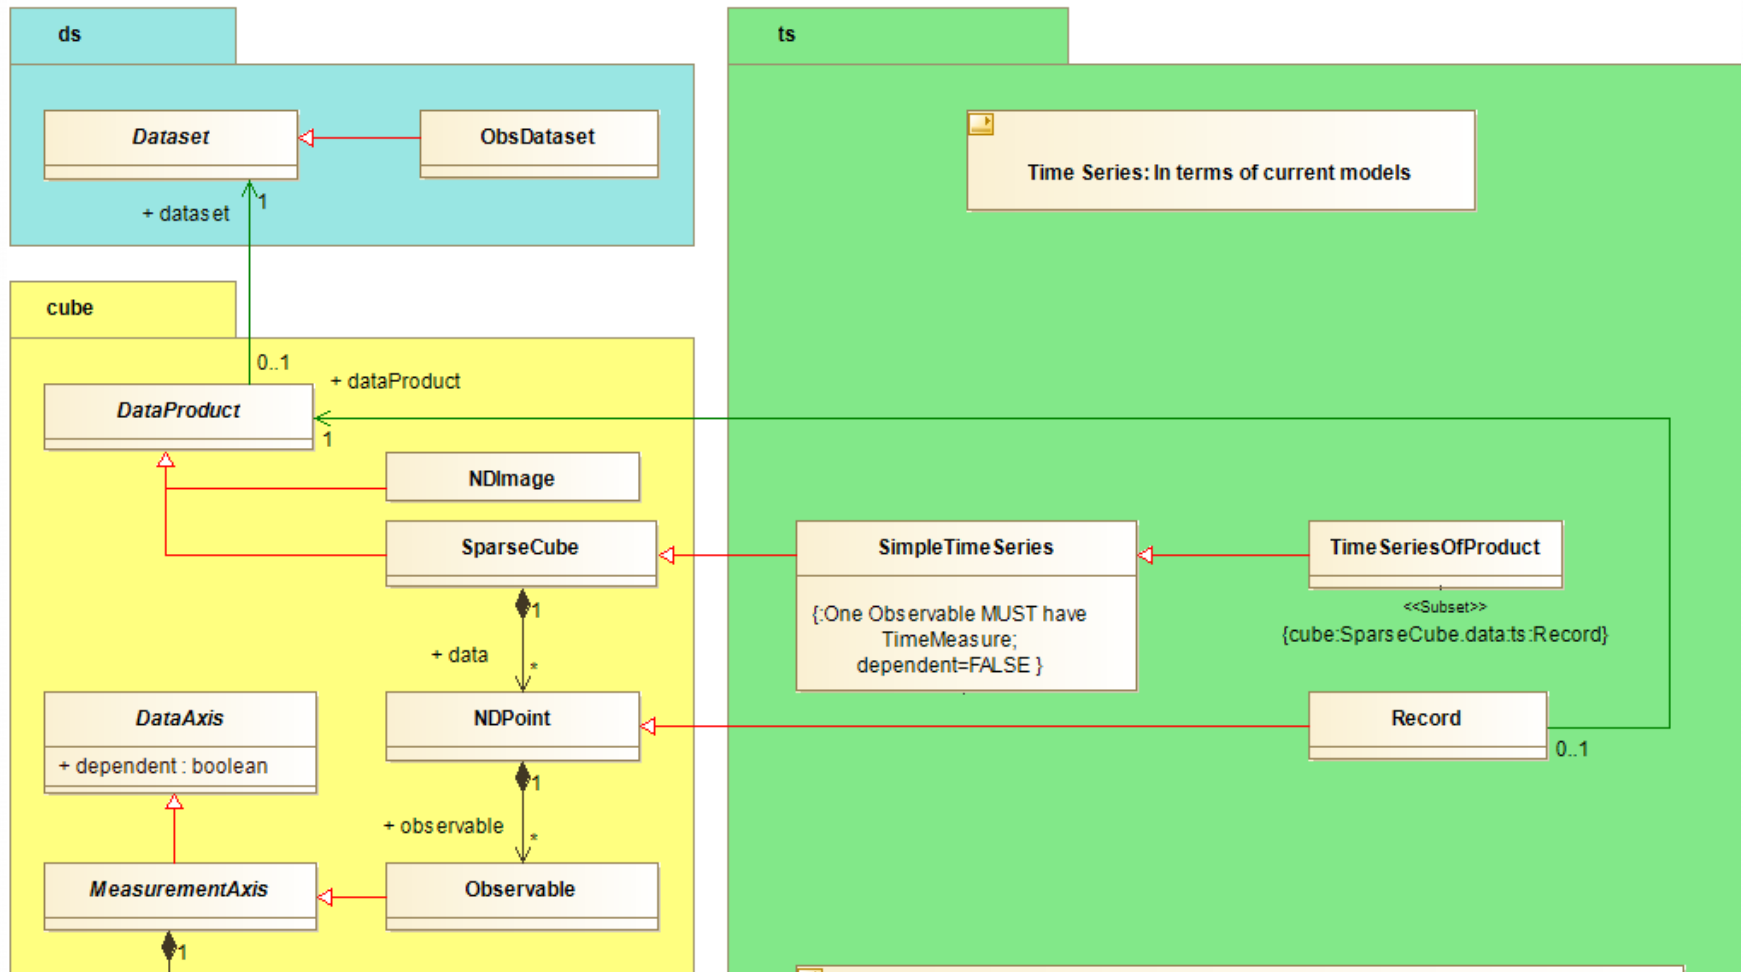 ds
Dataset
ObsDataset
+ dataset
1
cube
0..1
+ dataProduct
DataProduct
1
NDImage
SparseCube
1
+ data
*
DataAxis
+ dependent : boolean
NDPoint
1
+ observable
*
MeasurementAxis
Observable
1
ts
Time Series: In terms of current models
SimpleTimeSeries
{:One Observable MUST have
TimeMeasure;
dependent=FALSE }
TimeSeriesOfProduct
<<Subset>>
{cube:SparseCube.data:ts:Record}
Record
0..1